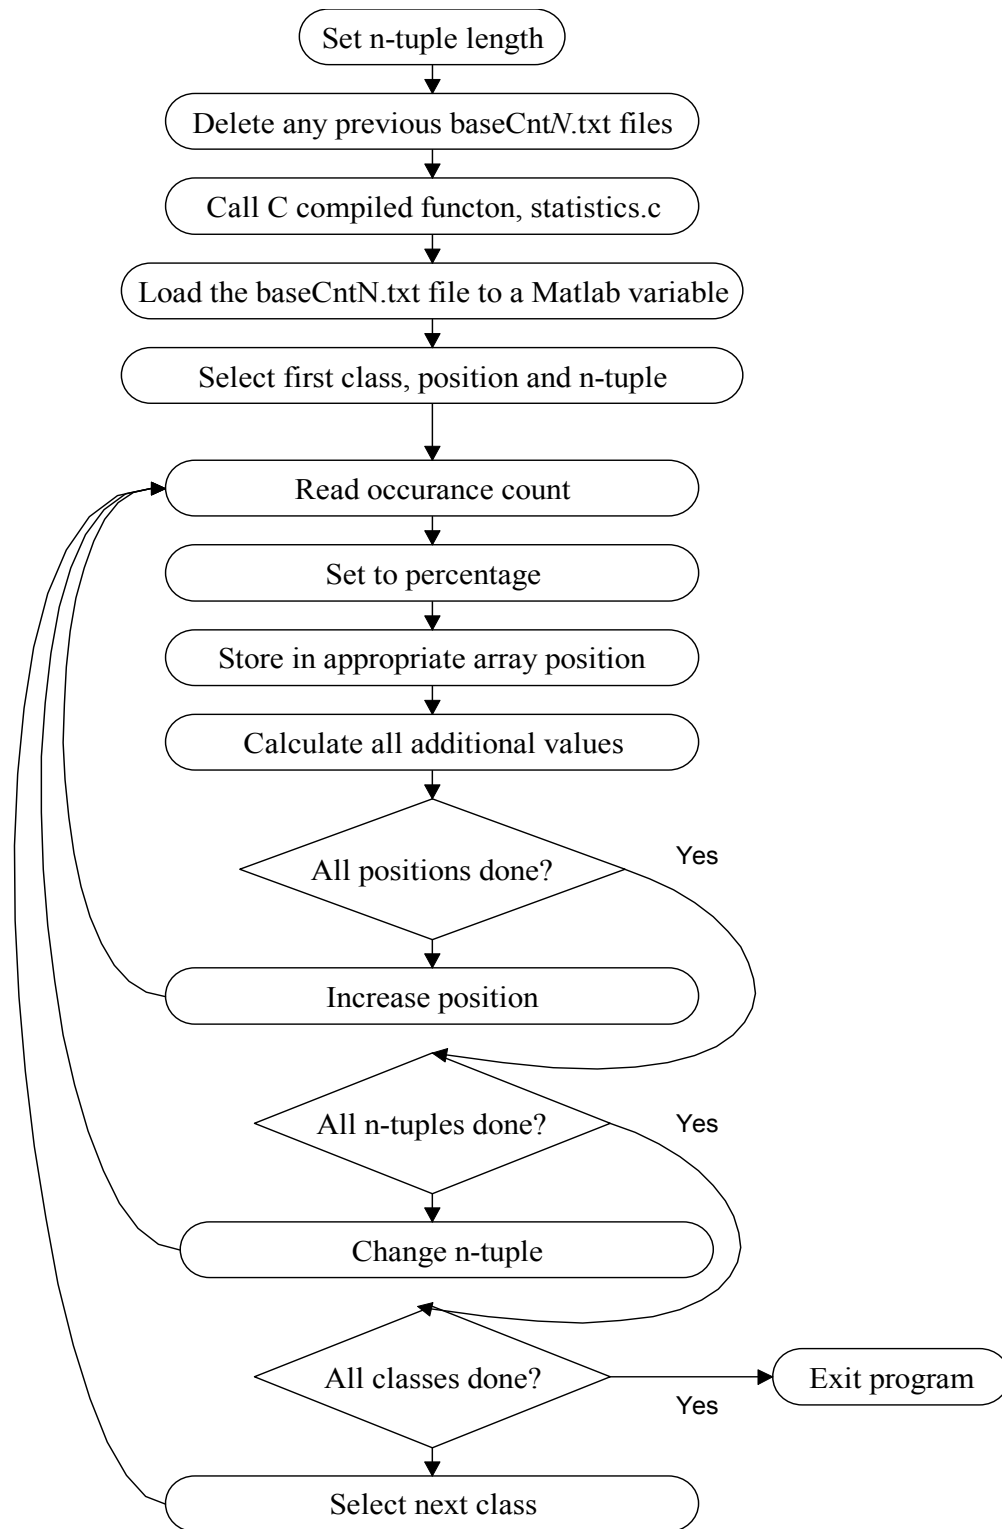 Set n-tuple length
Delete any previous baseCntN.txt files
Call C compiled functon, statistics.c
Load the baseCntN.txt file to a Matlab variable
Select first class, position and n-tuple
Read occurance count
Set to percentage
Store in appropriate array position
Calculate all additional values
All positions done?
Yes
Increase position
All n-tuples done?
Yes
Change n-tuple
All classes done?
Yes
Exit program
Select next class